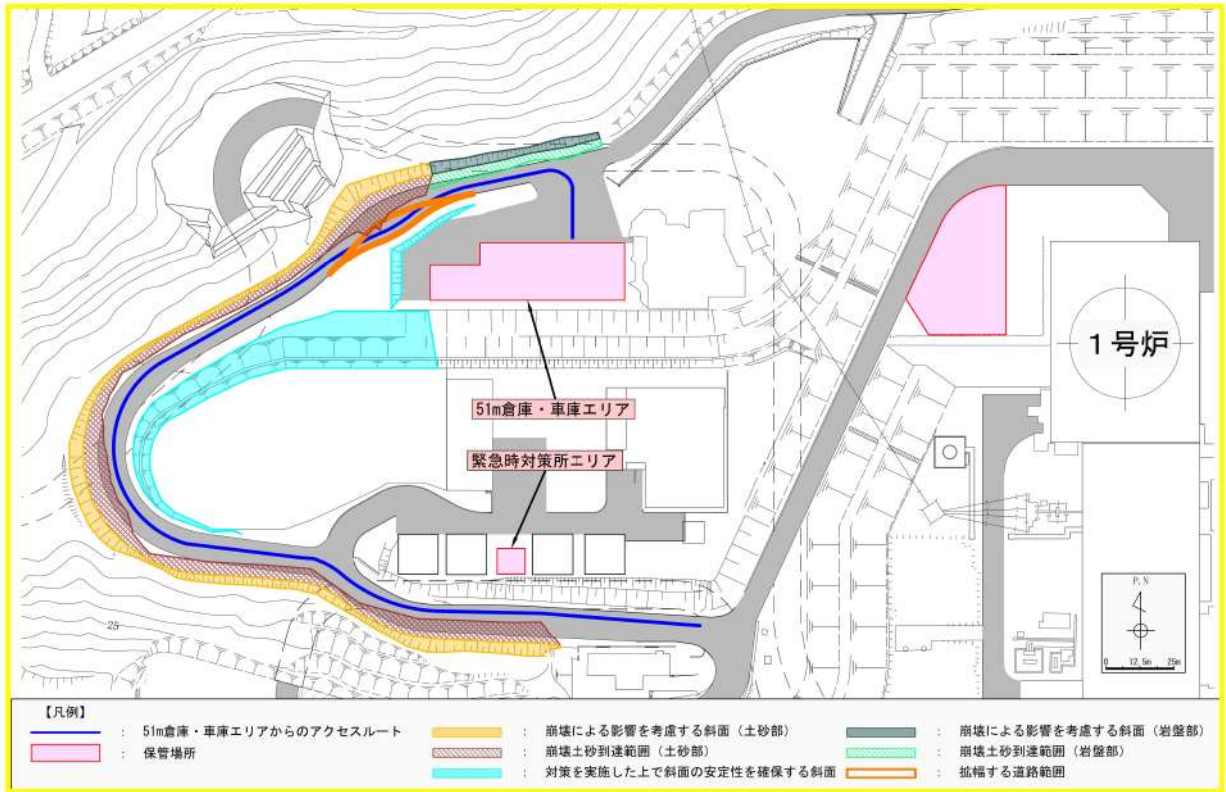 1号炉
51m倉庫・車庫エリア
緊急時対策所エリア
25
P.N
0 12.5m 25m
【凡例】
: 51m倉庫・車庫エリアからのアクセスルート
: 保管場所
: 崩壊による影響を考慮する斜面（土砂部）
: 崩壊土砂到達範囲（土砂部）
: 対策を実施した上で斜面の安定性を確保する斜面
: 崩壊による影響を考慮する斜面（岩盤部）
: 崩壊土砂到達範囲（岩盤部）
: 拡幅する道路範囲